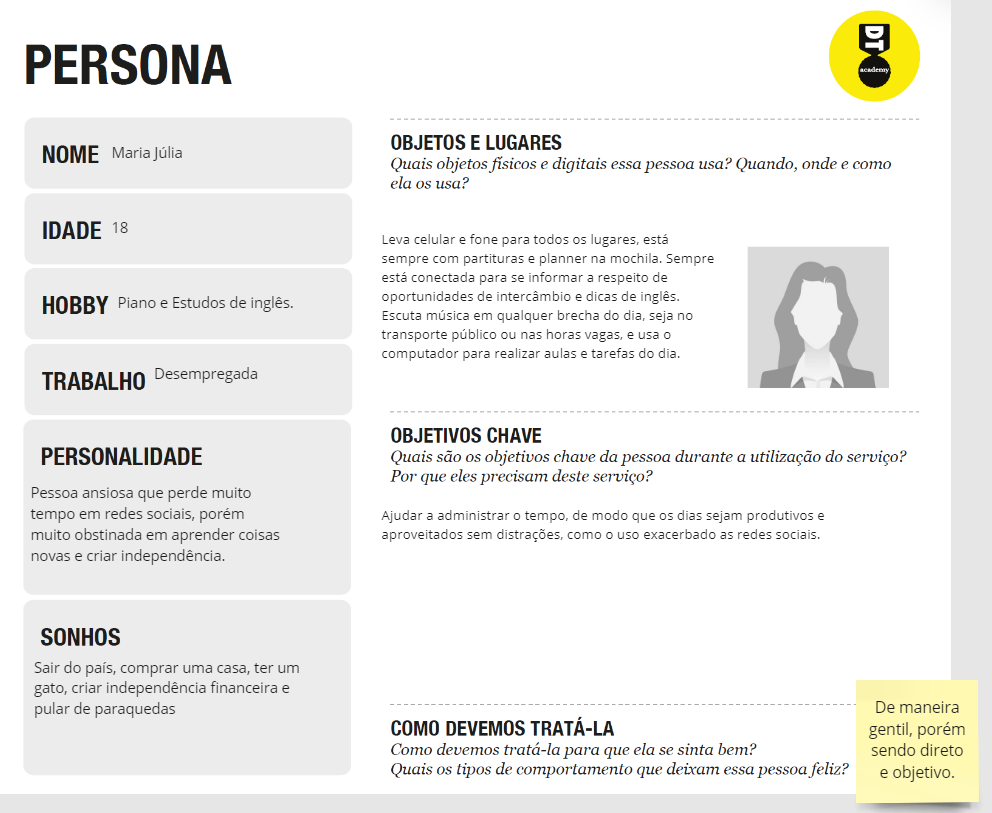 PERSONA
DT
academy
NOME Maria Júlia
IDADE 18
HOBBY Piano e Estudos de inglês.
TRABALHO Desempregada
PERSONALIDADE
Pessoa ansiosa que perde muito
tempo em redes sociais, porém
muito obstinada em aprender coisas
novas e criar independência.
SONHOS
Sair do país, comprar uma casa, ter um
gato, criar independência financeira e
pular de paraquedas
OBJETOS E LUGARES
Quais objetos físicos e digitais essa pessoa usa? Quando, onde e como
ela os usa?
Leva celular e fone para todos os lugares, está
sempre com partituras e planner na mochila. Sempre
está conectada para se informar a respeito de
oportunidades de intercâmbio e dicas de inglês.
Escuta música em qualquer brecha do dia, seja no
transporte público ou nas horas vagas, e usa o
computador para realizar aulas e tarefas do dia.
OBJETIVOS CHAVE
Quais são os objetivos chave da pessoa durante a utilização do serviço?
Por que eles precisam deste serviço?
Ajudar a administrar o tempo, de modo que os dias sejam produtivos e
aproveitados sem distrações, como o uso exacerbado as redes sociais.
COMO DEVEMOS TRATÁ-LA
Como devemos tratá-la para que ela se sinta bem?
Quais os tipos de comportamento que deixam essa pessoa feliz?
De maneira
gentil, porém
sendo direto
e objetivo.